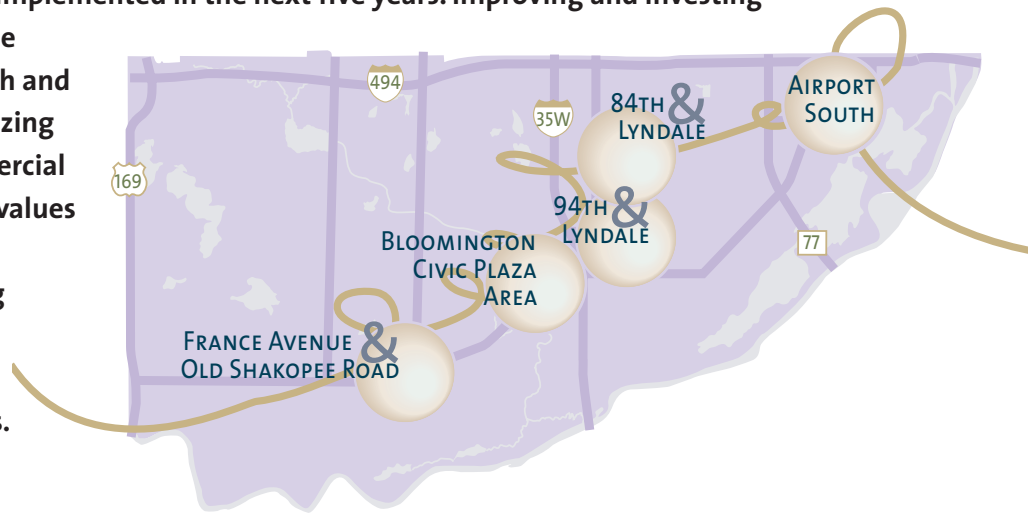 implemented in the next five years. Improving and investing
e
h and
zing
ercial
values
g
s.
494
35W
169
77
84TH &
LYNDALE
AIRPORT
SOUTH
94TH &
LYNDALE
BLOOMINGTON
CIVIC PLAZA
AREA
FRANCE AVENUE &
OLD SHAKOPEE ROAD